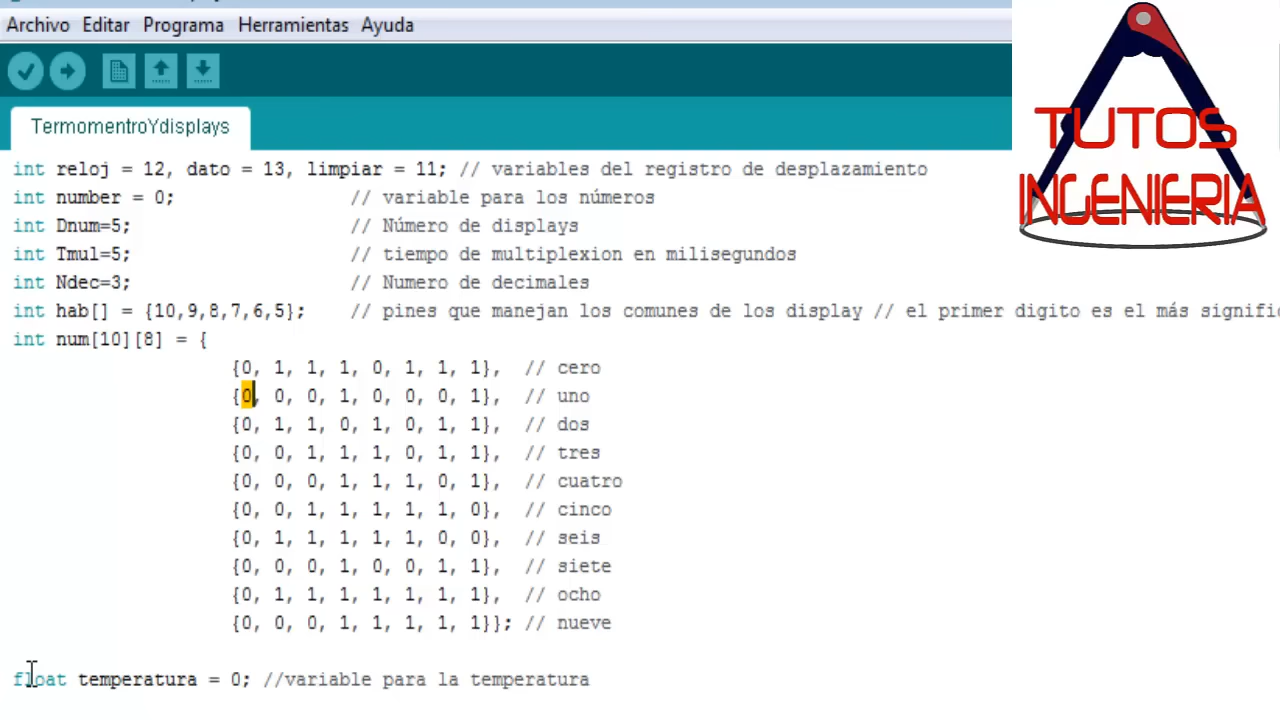 Archivo Editar Programa Herramientas Ayuda
TermomentroYdisplays
TUTOS
INGENIERIA
int reloj = 12, dato = 13, limpiar = 11; // variables del registro de desplazamiento
int number = 0; // variable para los números
int Dnum=5; // Número de displays
int Tmul=5; // tiempo de multiplexion en milisegundos
int Ndec=3; // Numero de decimales
int hab[] = {10,9,8,7,6,5}; // pines que manejan los comunes de los display // el primer digito es el más signific
int num[10][8] = {
{0, 1, 1, 1, 0, 1, 1, 1}, // cero
{0, 0, 0, 1, 0, 0, 0, 1}, // uno
{0, 1, 1, 0, 1, 0, 1, 1}, // dos
{0, 0, 1, 1, 1, 0, 1, 1}, // tres
{0, 0, 0, 1, 1, 1, 0, 1}, // cuatro
{0, 0, 1, 1, 1, 1, 1, 0}, // cinco
{0, 1, 1, 1, 1, 1, 0, 0}, // seis
{0, 0, 0, 1, 0, 0, 1, 1}, // siete
{0, 1, 1, 1, 1, 1, 1, 1}, // ocho
{0, 0, 0, 1, 1, 1, 1, 1}}; // nueve
float temperatura = 0; //variable para la temperatura